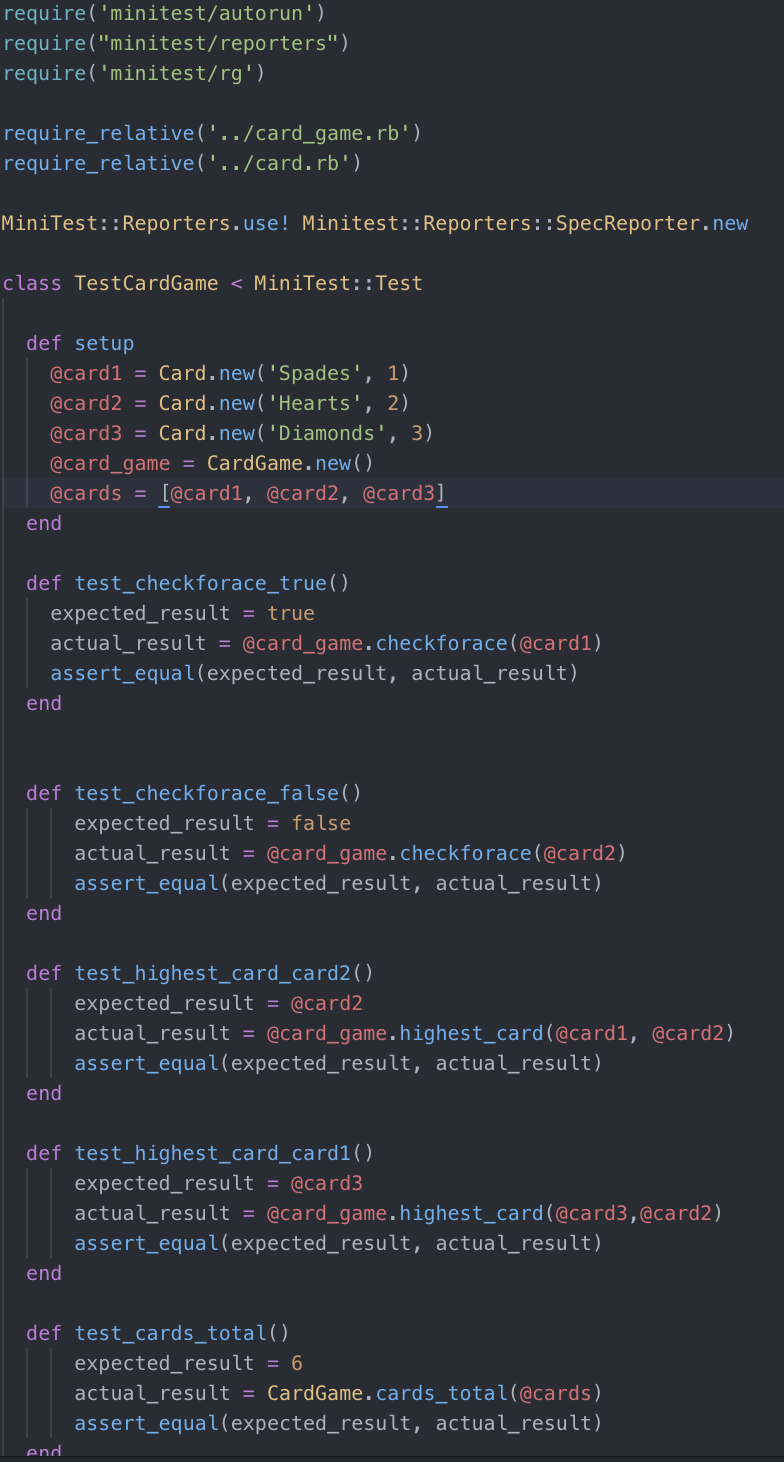 require('minitest/autorun')
require("minitest/reporters")
require('minitest/rg')
require_relative('../card_game.rb')
require_relative('../card.rb')
MiniTest::Reporters.use! Minitest::Reporters::SpecReporter.new
class TestCardGame < MiniTest::Test
def setup
@card1 = Card.new('Spades', 1)
@card2 = Card.new('Hearts', 2)
@card3 = Card.new('Diamonds', 3)
@card_game = CardGame.new()
@cards = [@card1, @card2, @card3]
end
def test_checkforace_true()
expected_result = true
actual_result = @card_game.checkforace(@card1)
assert_equal(expected_result, actual_result)
end
def test_checkforace_false()
expected_result = false
actual_result = @card_game.checkforace(@card2)
assert_equal(expected_result, actual_result)
end
def test_highest_card_card2()
expected_result = @card2
actual_result = @card_game.highest_card(@card1, @card2)
assert_equal(expected_result, actual_result)
end
def test_highest_card_card1()
expected_result = @card3
actual_result = @card_game.highest_card(@card3,@card2)
assert_equal(expected_result, actual_result)
end
def test_cards_total()
expected_result = 6
actual_result = CardGame.cards_total(@cards)
assert_equal(expected_result, actual_result)
end